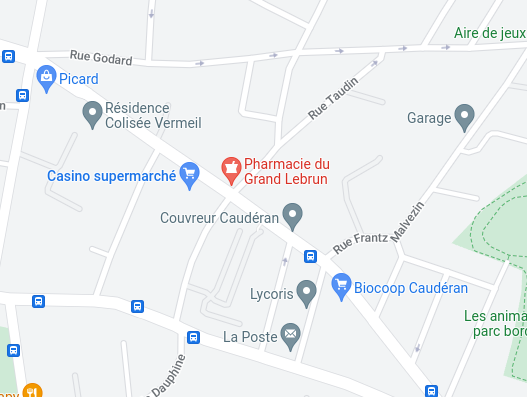 Aire de jeux
Rue Godard
Picard
Rue Taudin
Résidence
Colisée Vermeil
Garage
Pharmacie du
Grand Lebrun
Casino supermarché
Malvezin
Couvreur Caudéran
Rue Frantz
Biocoop Caudéran
Lycoris
Les anima
parc bord
La Poste
Dauphine